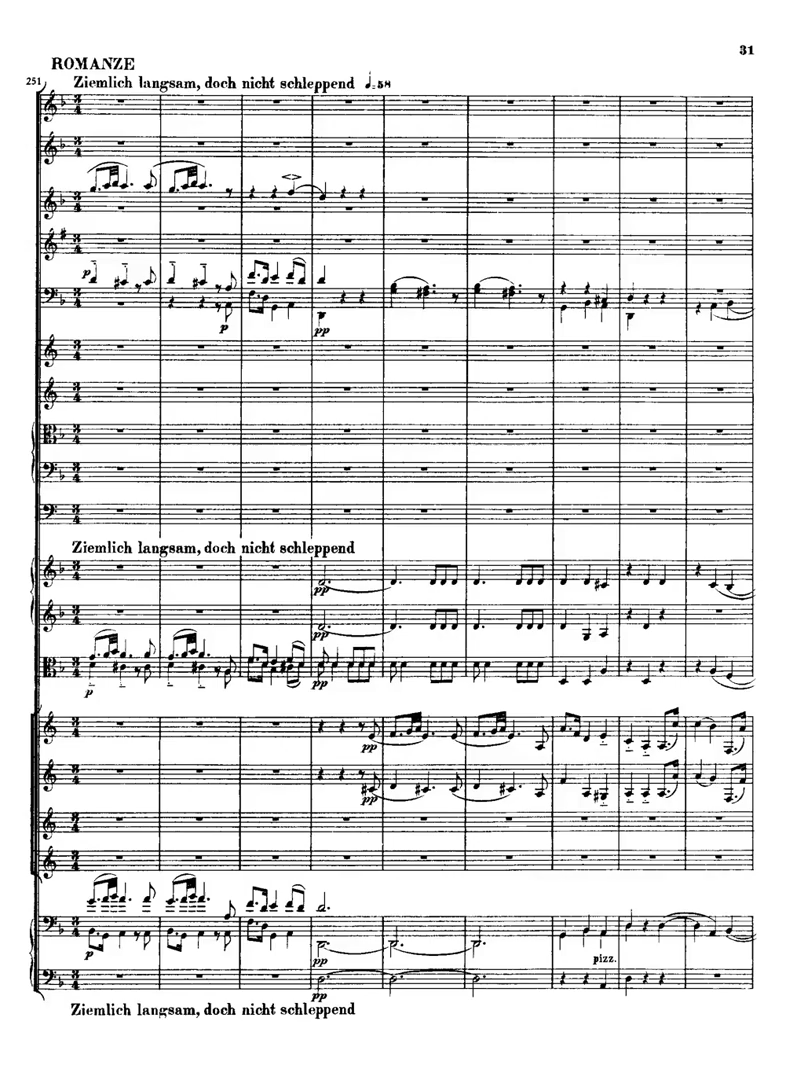 31
ROMANZE
251
Ziemlich langsam, doch nicht schleppend ♩.=58
p
p
pp
Ziemlich langsam, doch nicht schleppend
pp
pp
p
pp
pp
pp
p
pp
pizz.
pp
Ziemlich langsam, doch nicht schleppend